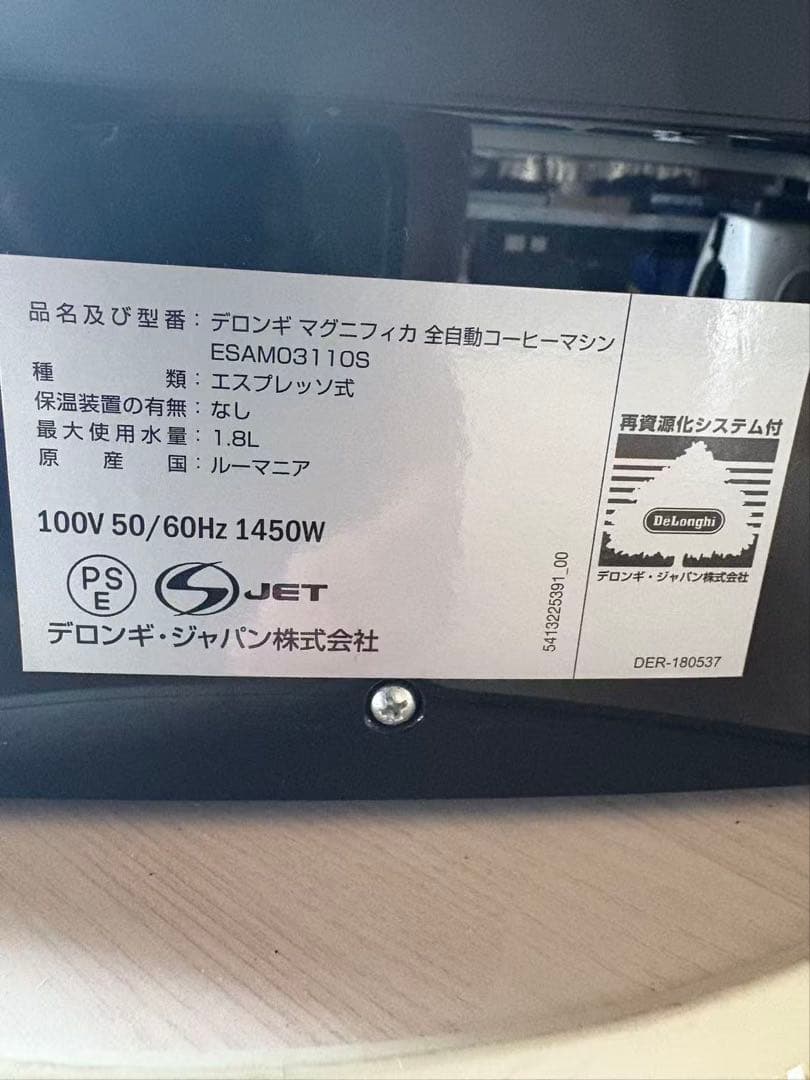 品名及び型番：デロンギ マグニフィカ 全自動コーヒーマシン
ESAM03110S
種類：エスプレッソ式
保温装置の有無：なし
最大使用水量：1.8L
原産国：ルーマニア
100V 50/60Hz 1450W
PSE
S JET
デロンギ・ジャパン株式会社
5413225391_00
再資源化システム付
DeLonghi
デロンギ・ジャパン株式会社
DER-180537